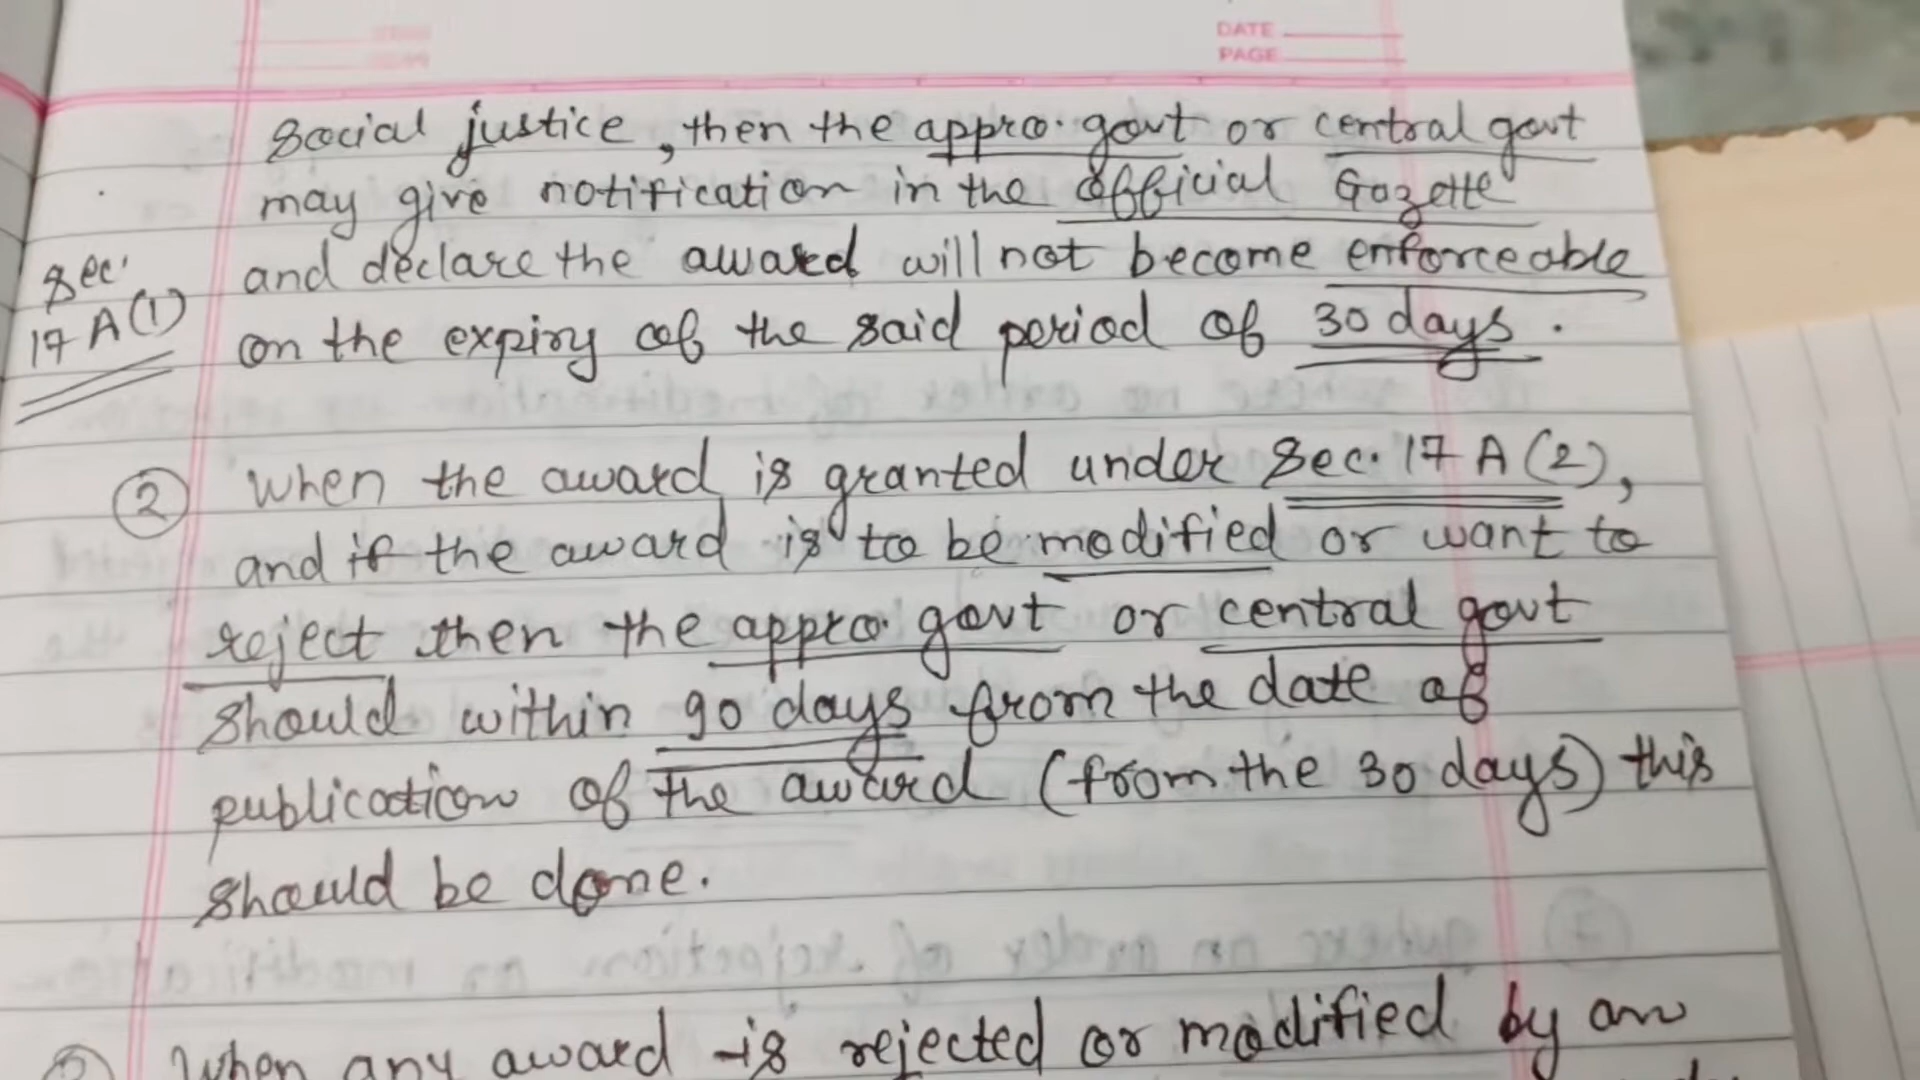 DATE
PAGE
social justice, then the appro. govt or central govt
may give notification in the official Gazette
and declare the award will not become enforceable
on the expiry of the said period of 30 days.
Sec.
17 A (1)
② When the award is granted under Sec. 17 A (2),
and if the award is to be modified or want to
reject then the appro. govt or central govt
should within 90 days from the date of
publication of the award (from the 30 days) this
should be done.
When any award is rejected or modified by an